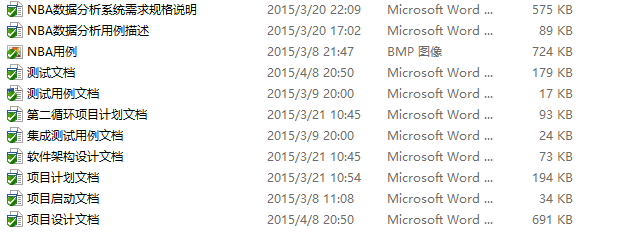 NBA数据分析系统需求规格说明 2015/3/20 22:09 Microsoft Word ... 575 KB
NBA数据分析用例描述 2015/3/20 17:02 Microsoft Word ... 89 KB
NBA用例 2015/3/8 21:47 BMP 图像 724 KB
测试文档 2015/4/8 20:50 Microsoft Word ... 179 KB
测试用例文档 2015/3/9 20:00 Microsoft Word ... 17 KB
第二循环项目计划文档 2015/3/21 10:45 Microsoft Word ... 93 KB
集成测试用例文档 2015/3/9 20:00 Microsoft Word ... 24 KB
软件架构设计文档 2015/3/21 10:45 Microsoft Word ... 73 KB
项目计划文档 2015/3/21 10:54 Microsoft Word ... 194 KB
项目启动文档 2015/3/8 11:08 Microsoft Word ... 34 KB
项目设计文档 2015/4/8 20:50 Microsoft Word ... 691 KB